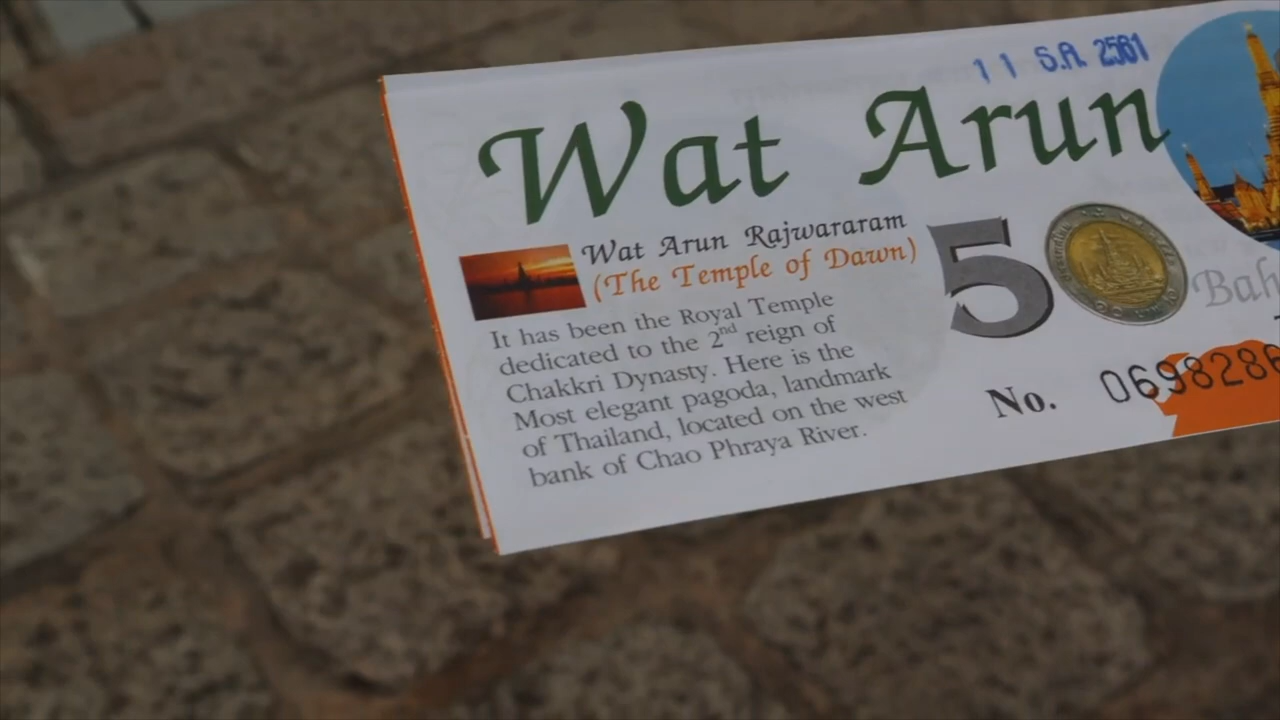 11 ธ.ค. 2561
Wat Arun
Wat Arun Rajwararam
(The Temple of Dawn)
50
It has been the Royal Temple
dedicated to the 2nd reign of
Chakkri Dynasty. Here is the
Most elegant pagoda, landmark
of Thailand, located on the west
bank of Chao Phraya River.
No. 0698286